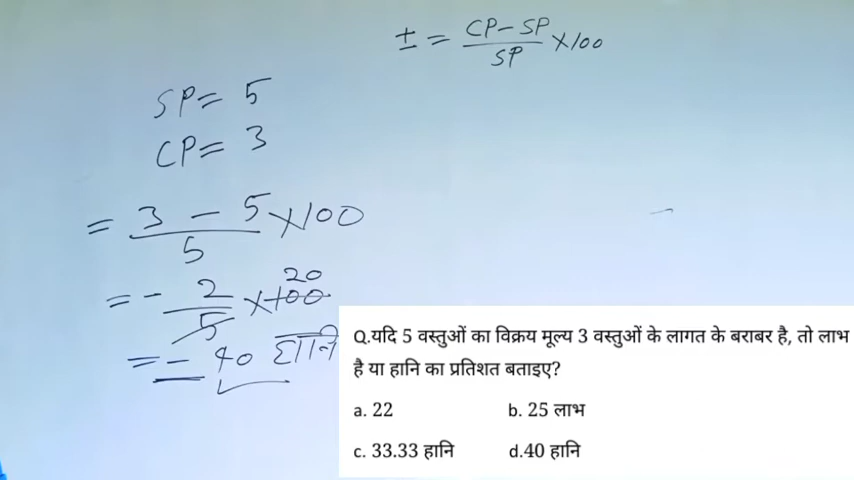 ± = CP - SP / SP × 100
SP = 5
CP = 3
= 3 - 5 / 5 × 100
= - 2 / 5 × 100 20
= - 40 हानि
Q.यदि 5 वस्तुओं का विक्रय मूल्य 3 वस्तुओं के लागत के बराबर है, तो लाभ
है या हानि का प्रतिशत बताइए?
a. 22 b. 25 लाभ
c. 33.33 हानि d.40 हानि